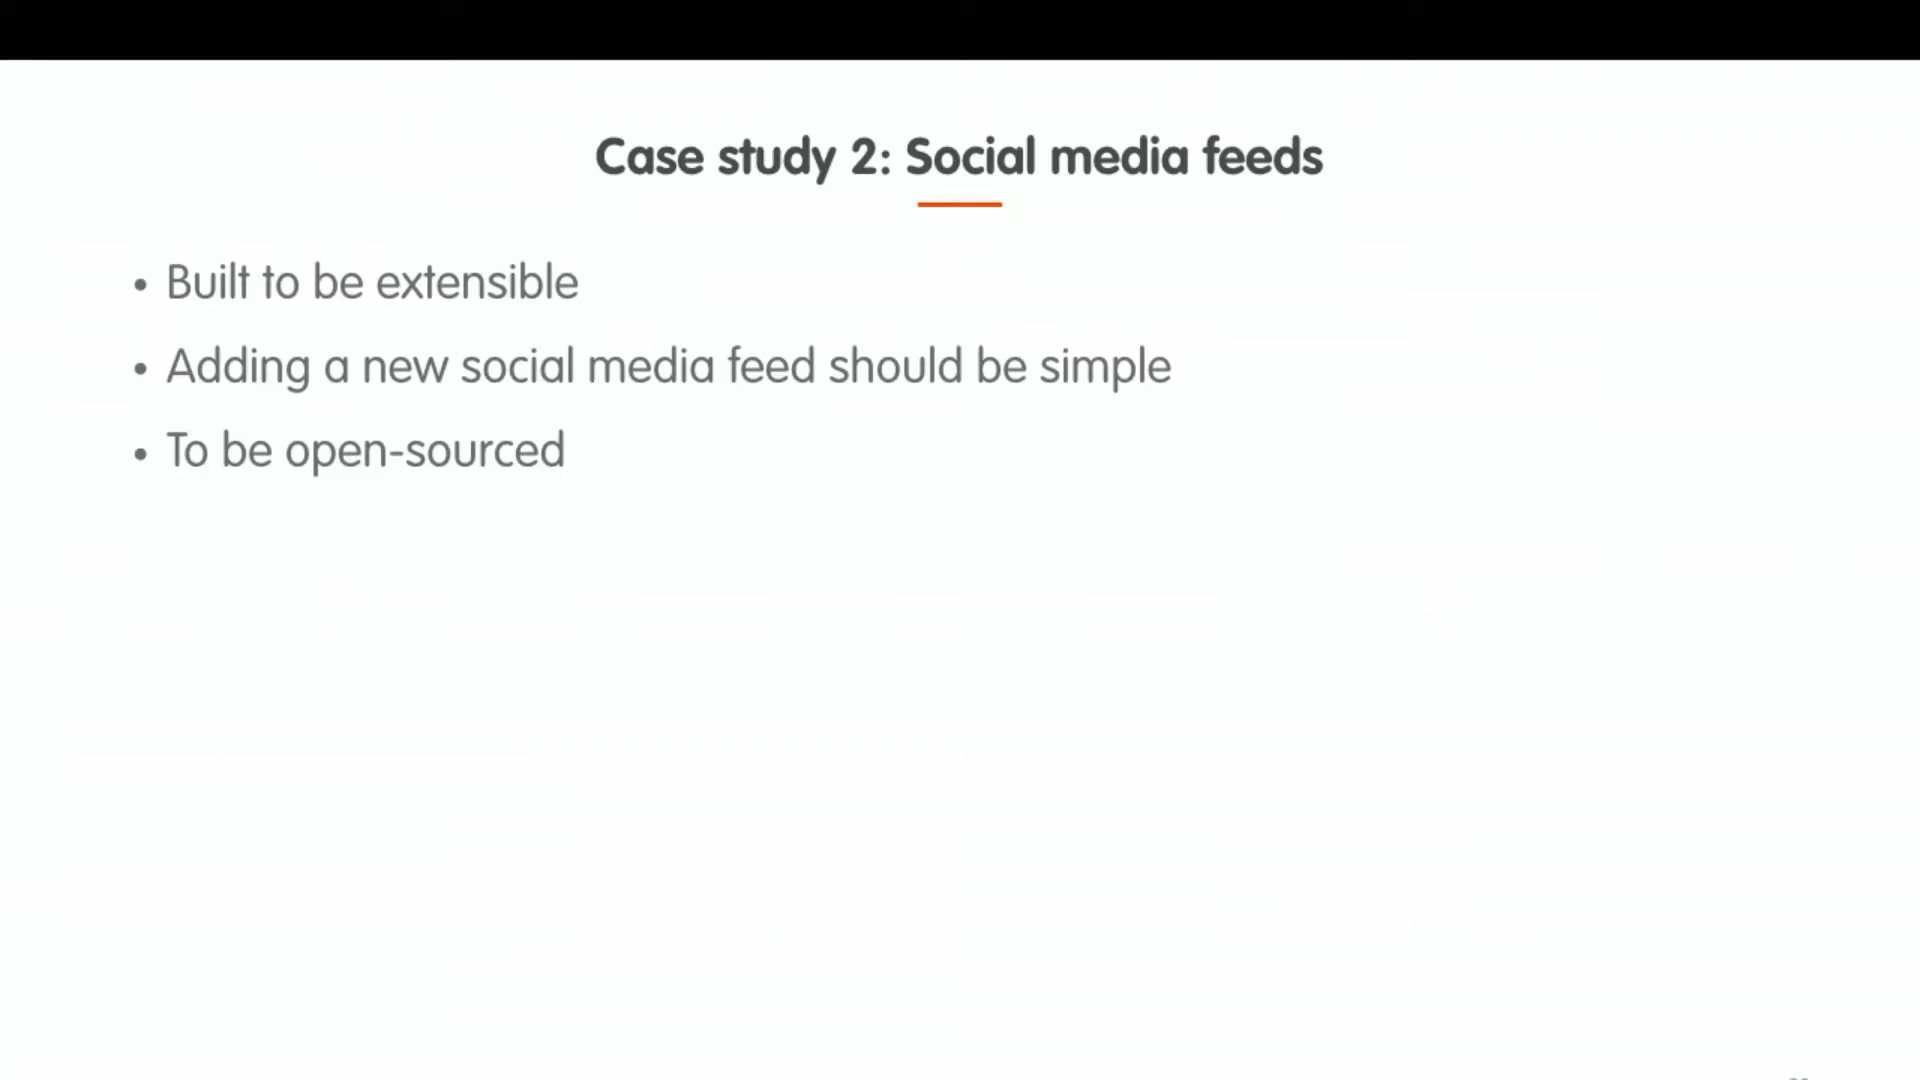 Case study 2: Social media feeds
• Built to be extensible
• Adding a new social media feed should be simple
• To be open-sourced